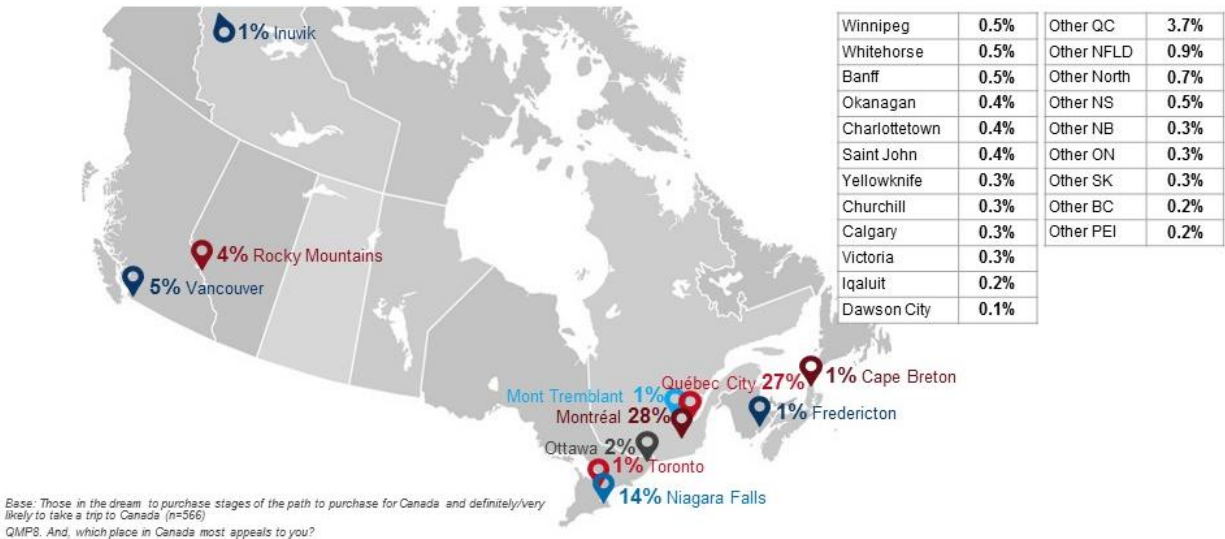 1% Inuvik
4% Rocky Mountains
5% Vancouver
Québec City 27%
1% Cape Breton
Mont Tremblant 1%
Montréal 28%
1% Fredericton
Ottawa 2%
1% Toronto
14% Niagara Falls
Winnipeg 0.5%
Whitehorse 0.5%
Banff 0.5%
Okanagan 0.4%
Charlottetown 0.4%
Saint John 0.4%
Yellowknife 0.3%
Churchill 0.3%
Calgary 0.3%
Victoria 0.3%
Iqaluit 0.2%
Dawson City 0.1%
Other QC 3.7%
Other NFLD 0.9%
Other North 0.7%
Other NS 0.5%
Other NB 0.3%
Other ON 0.3%
Other SK 0.3%
Other BC 0.2%
Other PEI 0.2%
Base: Those in the dream to purchase stages of the path to purchase for Canada and definitely/very
likely to take a trip to Canada (n=566)
QMP8. And, which place in Canada most appeals to you?